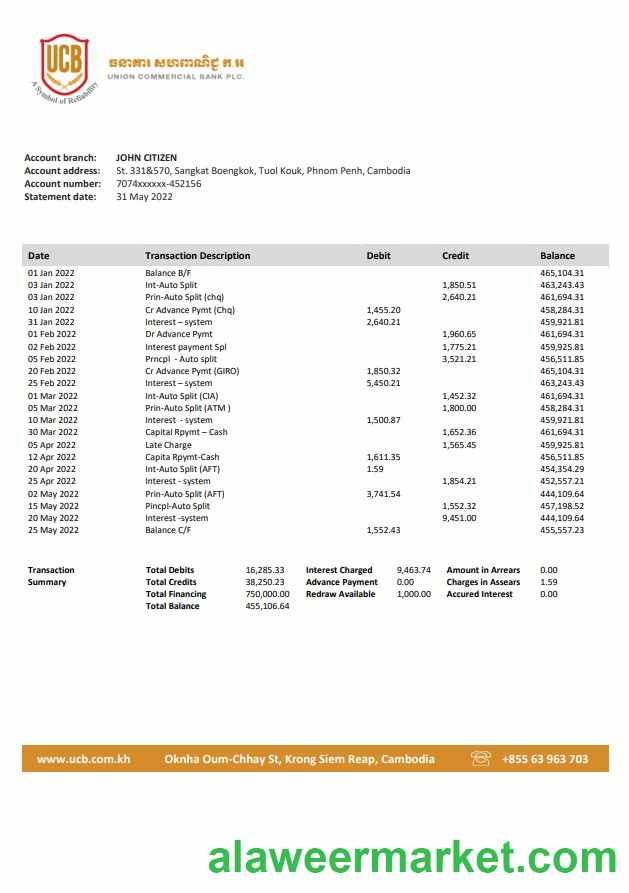 UCB
ធនាគារ សហពាណិជ្ជ ភ.អ
UNION COMMERCIAL BANK PLC.
A Symbol of Reliability
Account branch: JOHN CITIZEN
Account address: St. 331&570, Sangkat Boengkok, Tuol Kouk, Phnom Penh, Cambodia
Account number: 7074xxxxxx-452156
Statement date: 31 May 2022
Date Transaction Description Debit Credit Balance
01 Jan 2022 Balance B/F 465,104.31
03 Jan 2022 Int-Auto Split 1,850.51 463,243.43
03 Jan 2022 Prin-Auto Split (chq) 2,640.21 461,694.31
10 Jan 2022 Cr Advance Pymt (Chq) 1,455.20 458,284.31
31 Jan 2022 Interest – system 2,640.21 459,921.81
01 Feb 2022 Dr Advance Pymt 1,960.65 461,694.31
02 Feb 2022 Interest payment Spl 1,775.21 459,925.81
05 Feb 2022 Prncpl - Auto split 3,521.21 456,511.85
20 Feb 2022 Cr Advance Pymt (GIRO) 1,850.32 465,104.31
25 Feb 2022 Interest – system 5,450.21 463,243.43
01 Mar 2022 Int-Auto Split (CIA) 1,452.32 461,694.31
05 Mar 2022 Prin-Auto Split (ATM ) 1,800.00 458,284.31
10 Mar 2022 Interest - system 1,500.87 459,921.81
30 Mar 2022 Capital Rpymt – Cash 1,652.36 461,694.31
05 Apr 2022 Late Charge 1,565.45 459,925.81
12 Apr 2022 Capita Rpymt-Cash 1,611.35 456,511.85
20 Apr 2022 Int-Auto Split (AFT) 1.59 454,354.29
25 Apr 2022 Interest - system 1,854.21 452,557.21
02 May 2022 Prin-Auto Split (AFT) 3,741.54 444,109.64
15 May 2022 Pincpl-Auto Split 1,552.32 457,198.52
20 May 2022 Interest -system 9,451.00 444,109.64
25 May 2022 Balance C/F 1,552.43 455,557.23
Transaction Total Debits 16,285.33 Interest Charged 9,463.74 Amount in Arrears 0.00
Summary Total Credits 38,250.23 Advance Payment 0.00 Charges in Assears 1.59
Total Financing 750,000.00 Redraw Available 1,000.00 Accured Interest 0.00
Total Balance 455,106.64
www.ucb.com.kh Oknha Oum-Chhay St, Krong Siem Reap, Cambodia +855 63 963 703
alaweermarket.com